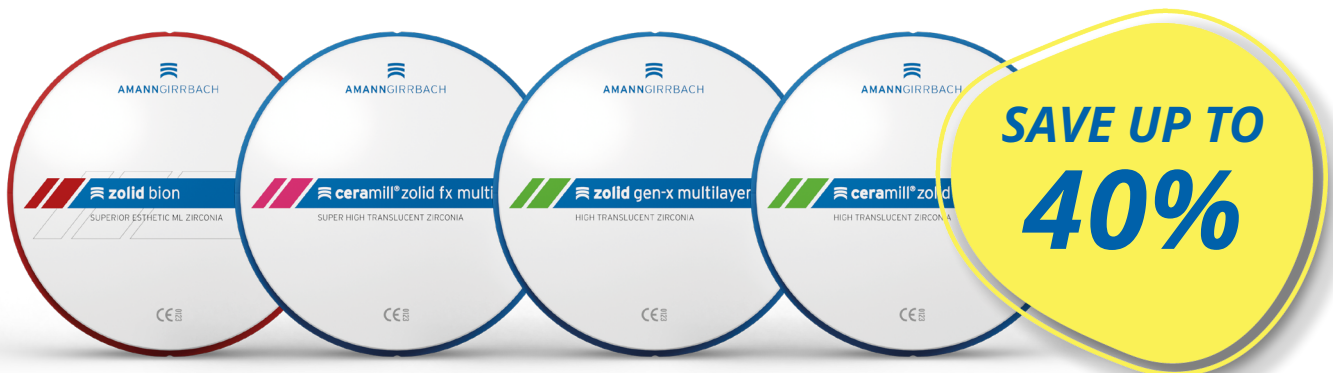 AMANNGIRRBACH
zolid bion
SUPERIOR ESTHETIC ML ZIRCONIA
CE
AMANNGIRRBACH
ceramill® zolid fx multi
SUPER HIGH TRANSLUCENT ZIRCONIA
CE
AMANNGIRRBACH
zolid gen-x multilayer
HIGH TRANSLUCENT ZIRCONIA
CE
AMANNGIRRBACH
ceramill® zolid
HIGH TRANSLUCENT ZIRCONIA
CE
SAVE UP TO
40%